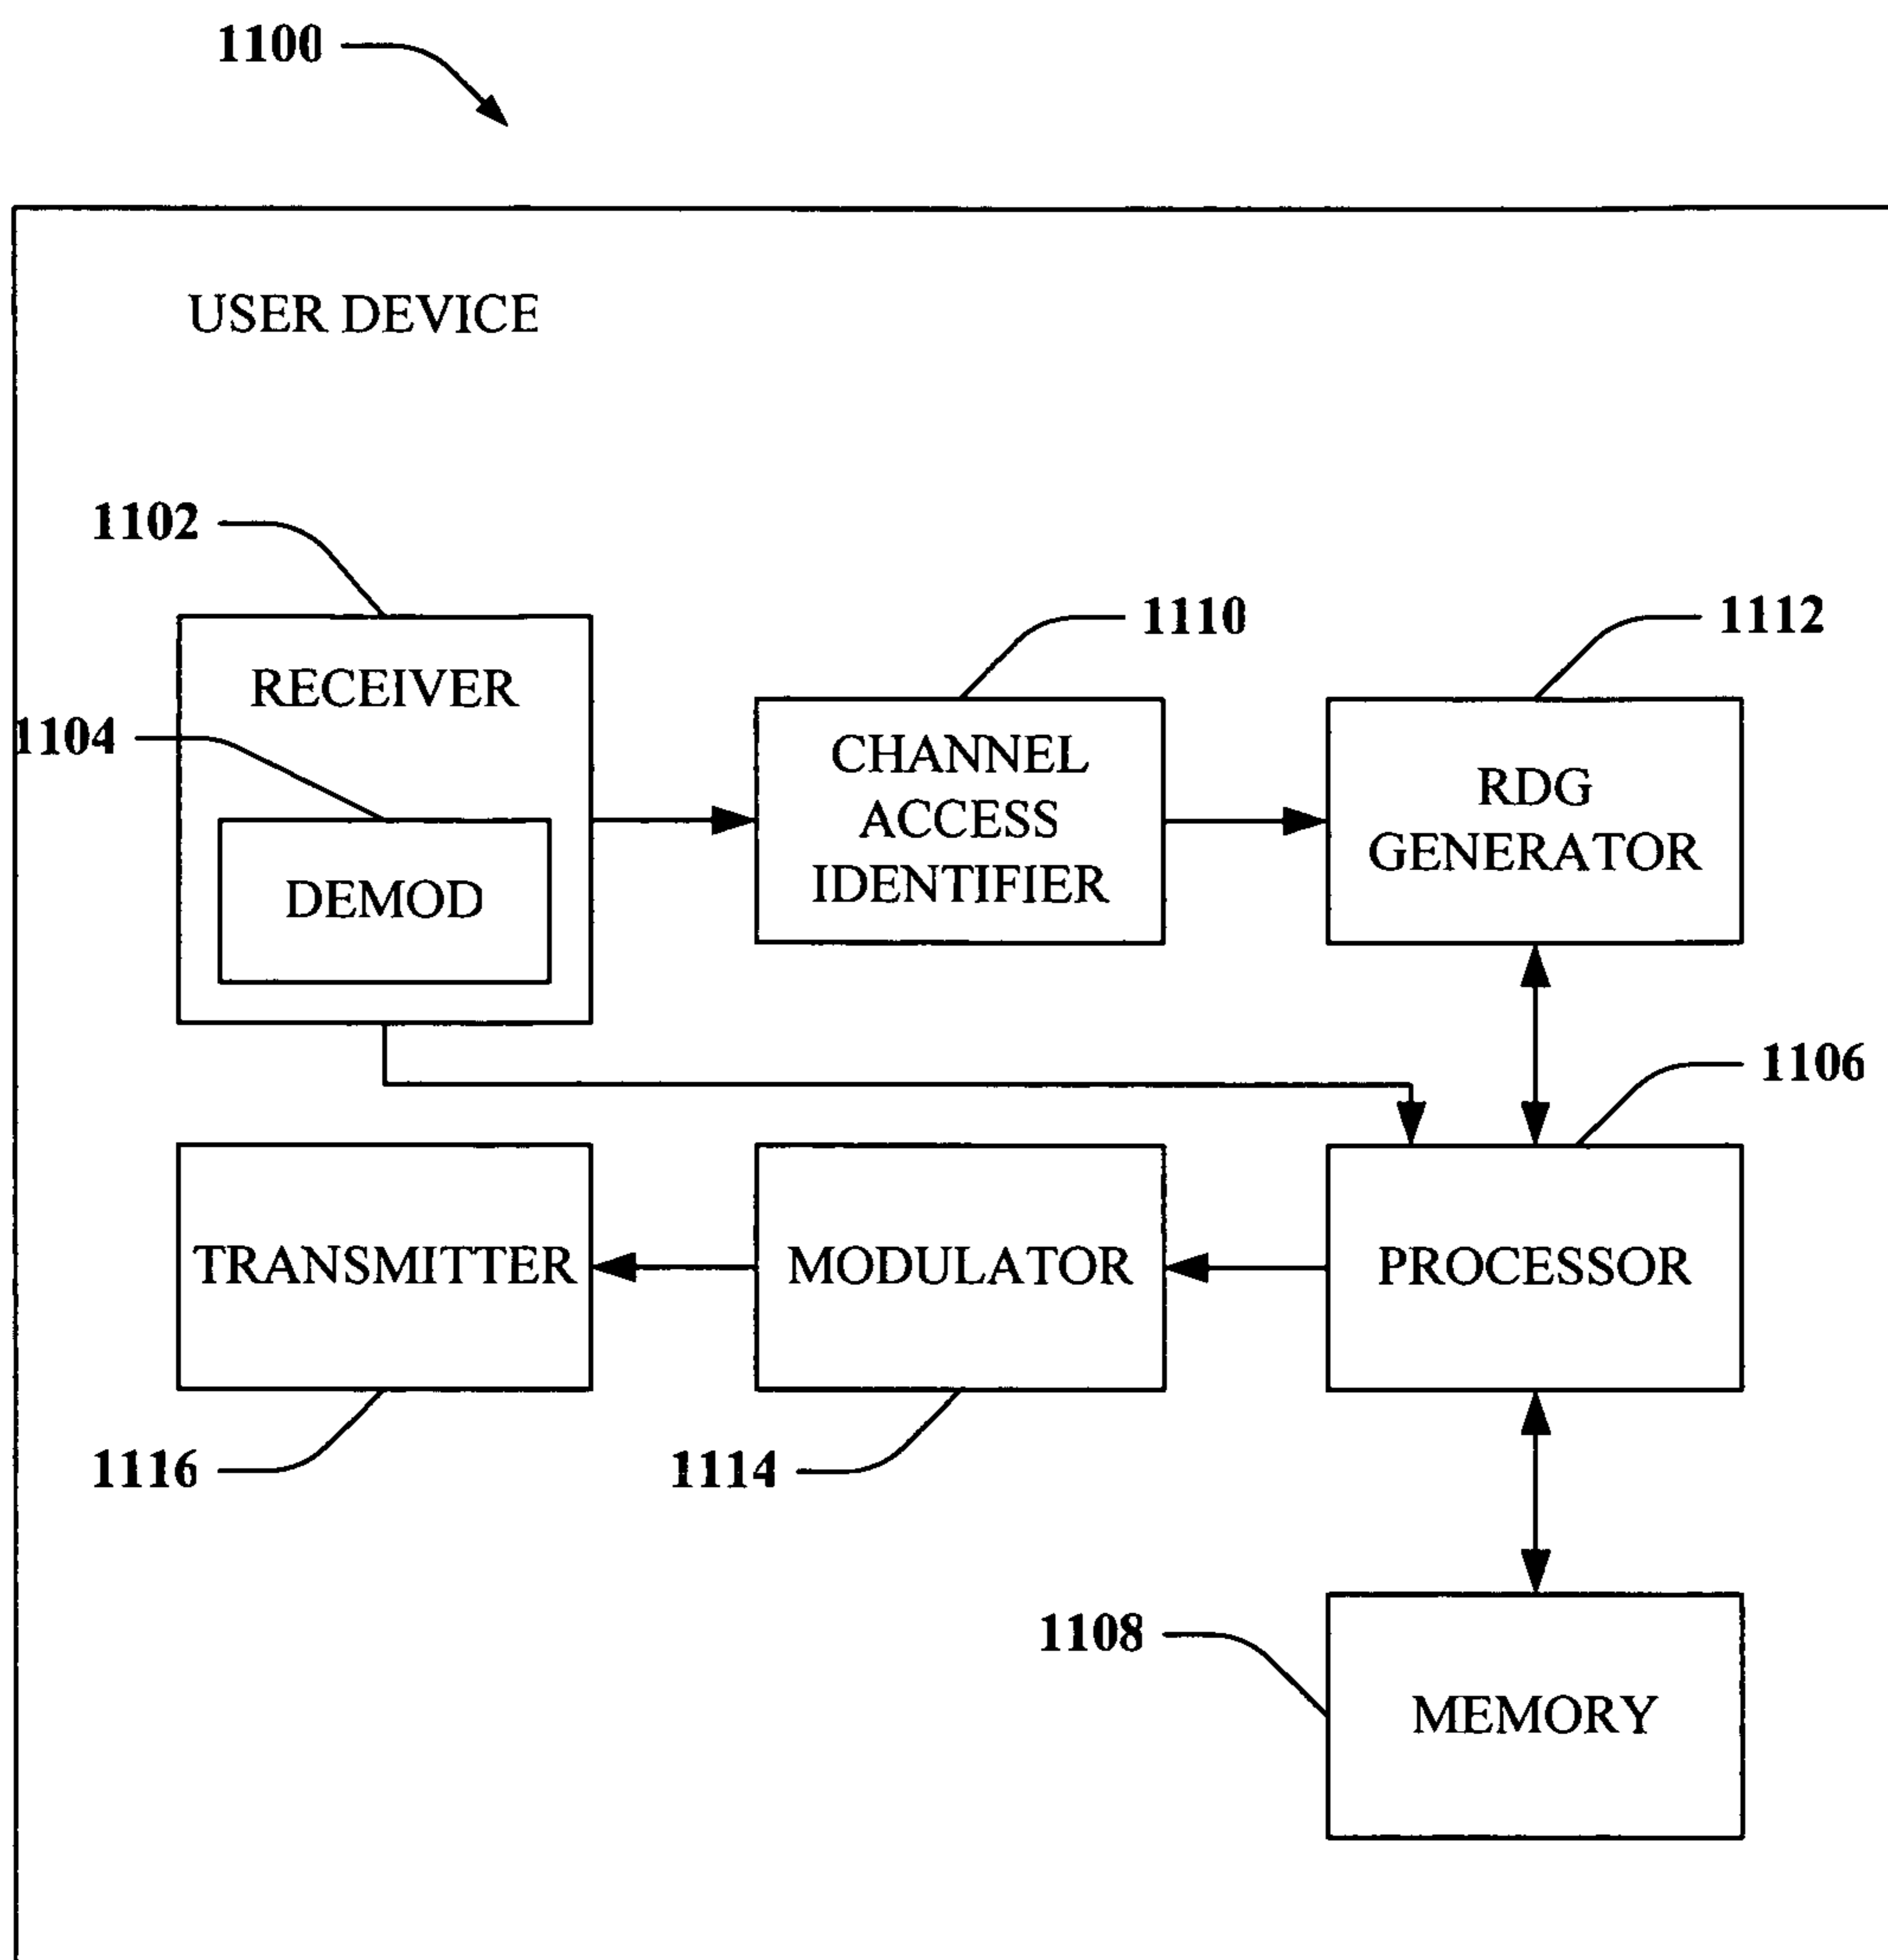 1100
USER DEVICE
1102
1110
1112
RECEIVER
1104
CHANNEL
ACCESS
IDENTIFIER
RDG
GENERATOR
DEMOD
1106
TRANSMITTER
MODULATOR
PROCESSOR
1116
1114
1108
MEMORY